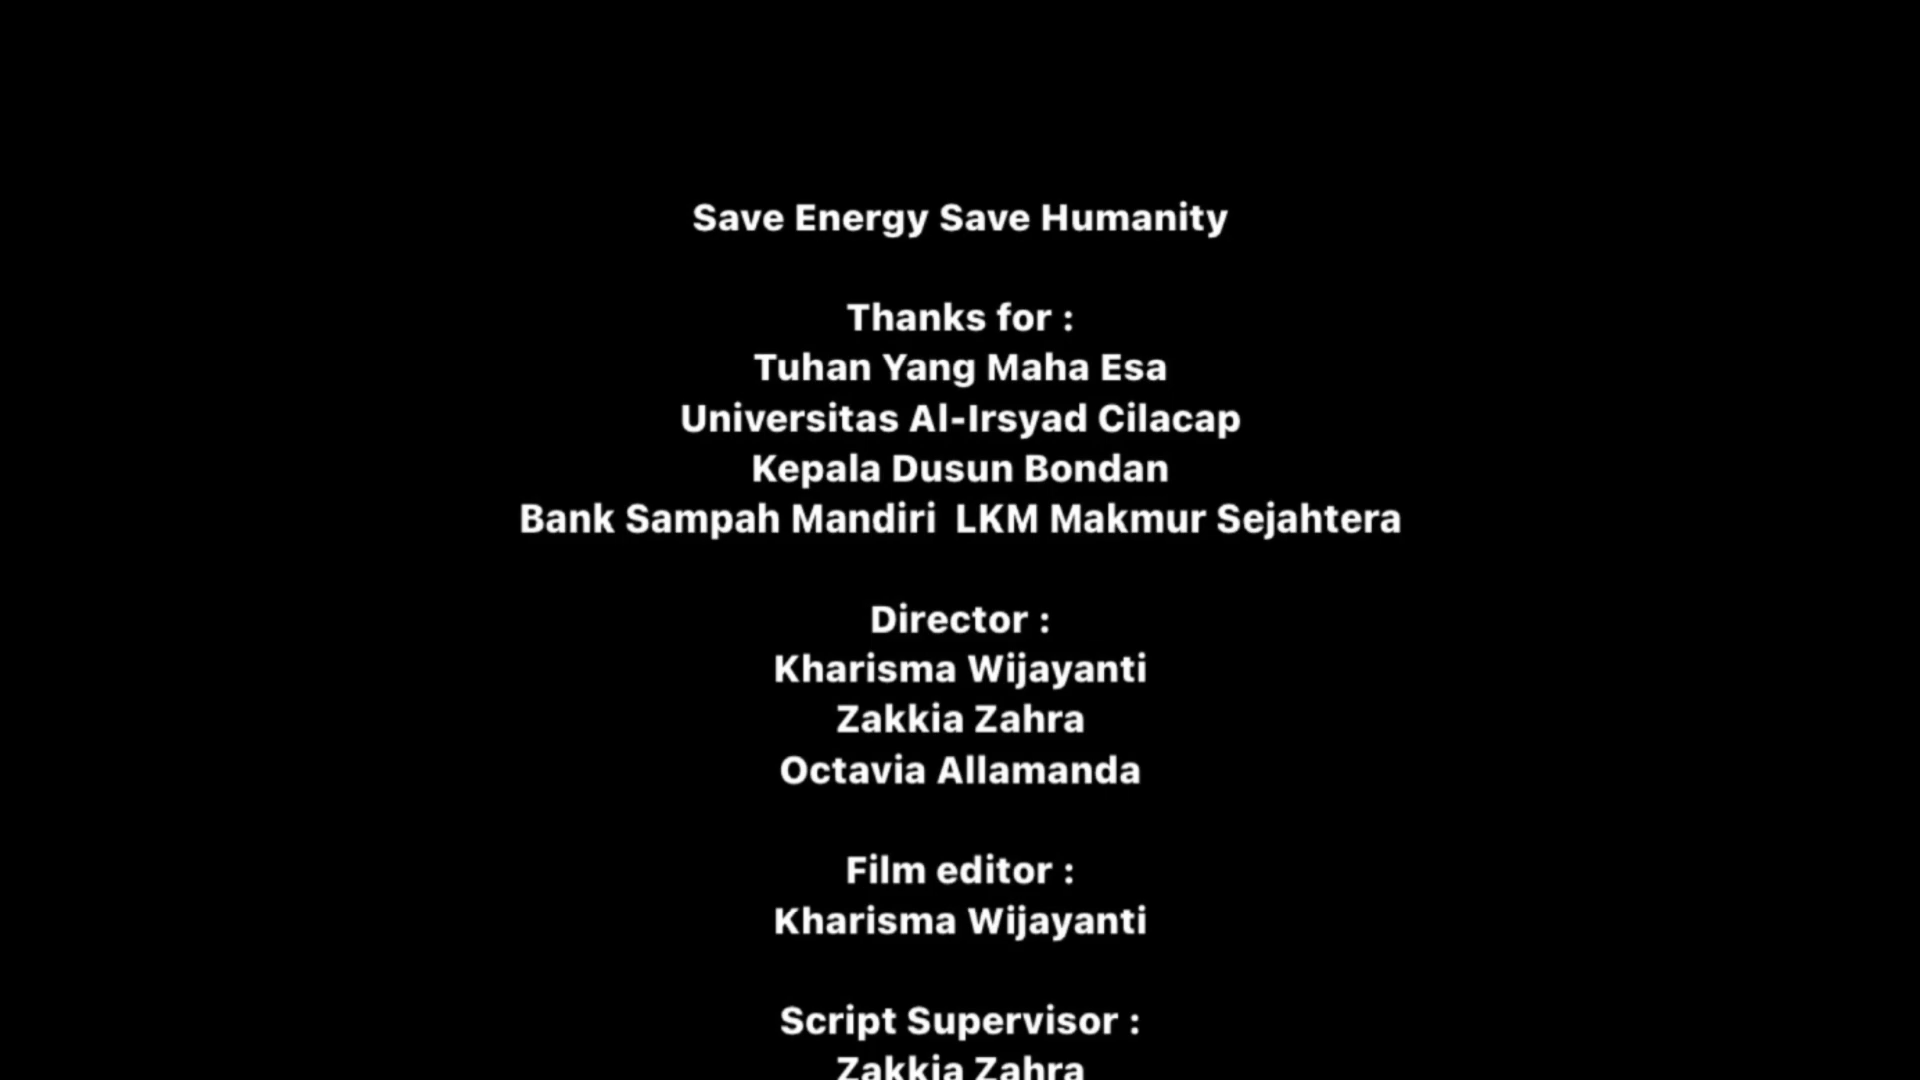 Save Energy Save Humanity
Thanks for :
Tuhan Yang Maha Esa
Universitas Al-Irsyad Cilacap
Kepala Dusun Bondan
Bank Sampah Mandiri  LKM Makmur Sejahtera
Director :
Kharisma Wijayanti
Zakkia Zahra
Octavia Allamanda
Film editor :
Kharisma Wijayanti
Script Supervisor :
Zakkia Zahra